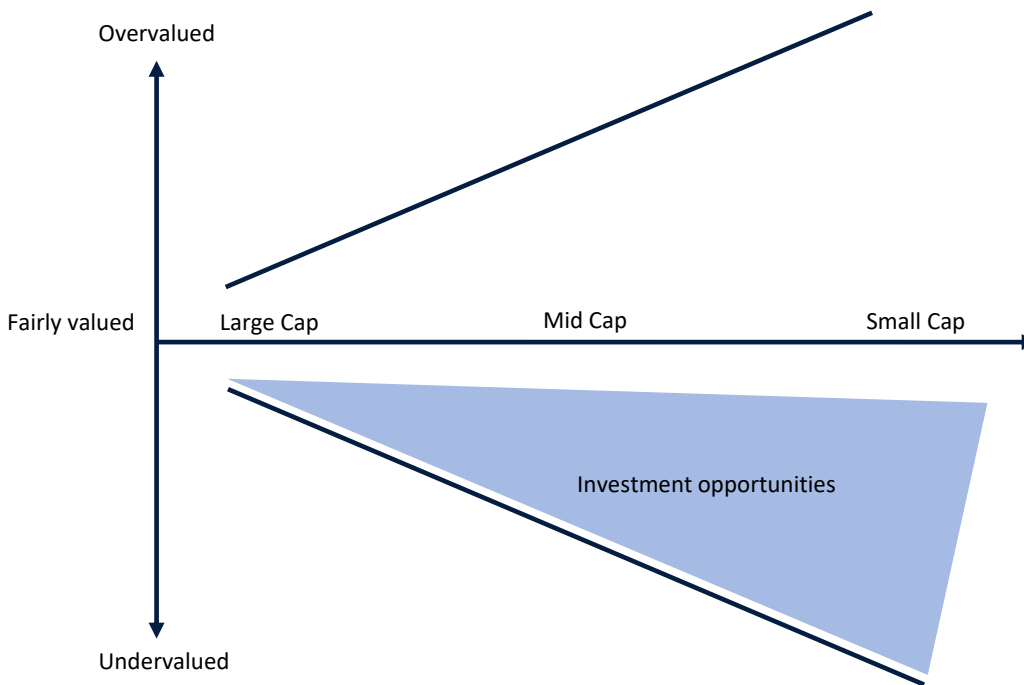 Overvalued
Fairly valued
Large Cap
Mid Cap
Small Cap
Investment opportunities
Undervalued